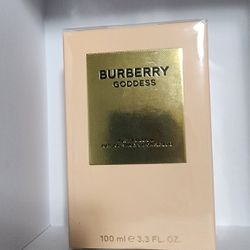 BURBERRY
GODDESS
100 ml ℮ 3.3 FL. OZ.